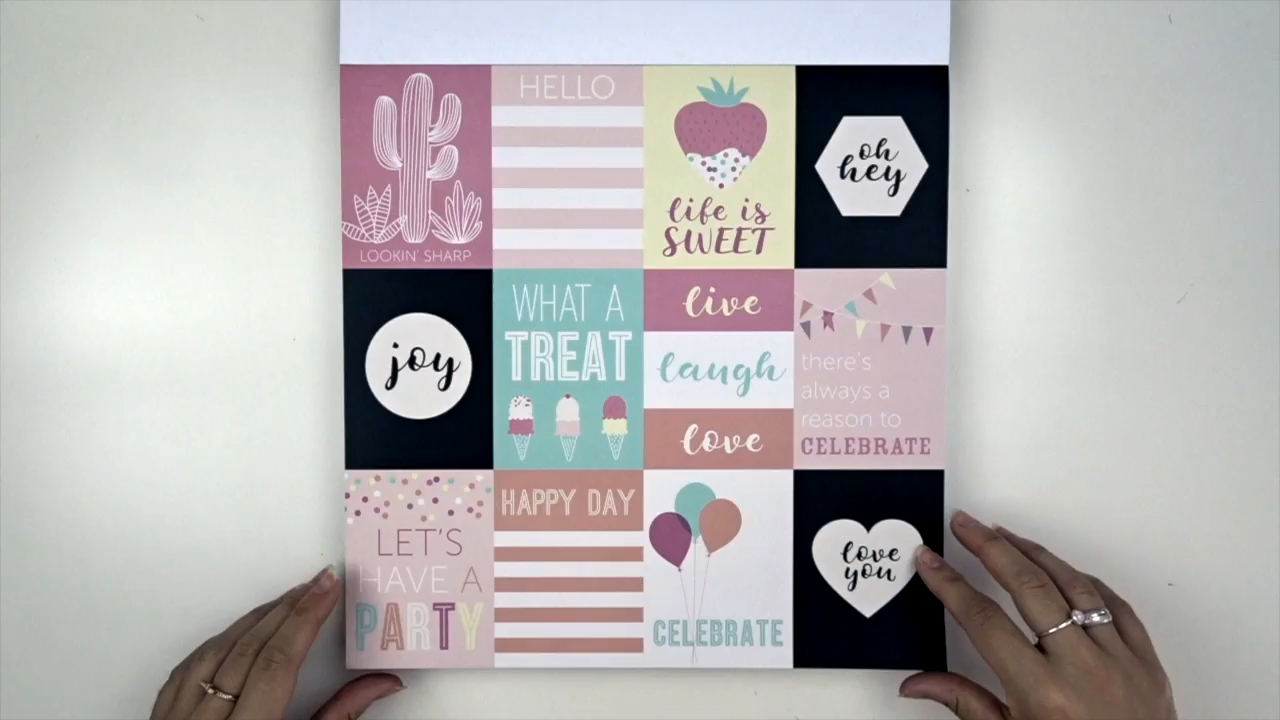 LOOKIN' SHARP
HELLO
life is
SWEET
oh
hey
joy
WHAT A
TREAT
live
laugh
love
there's
always a
reason to
CELEBRATE
LET'S
HAVE A
PARTY
HAPPY DAY
CELEBRATE
love
you